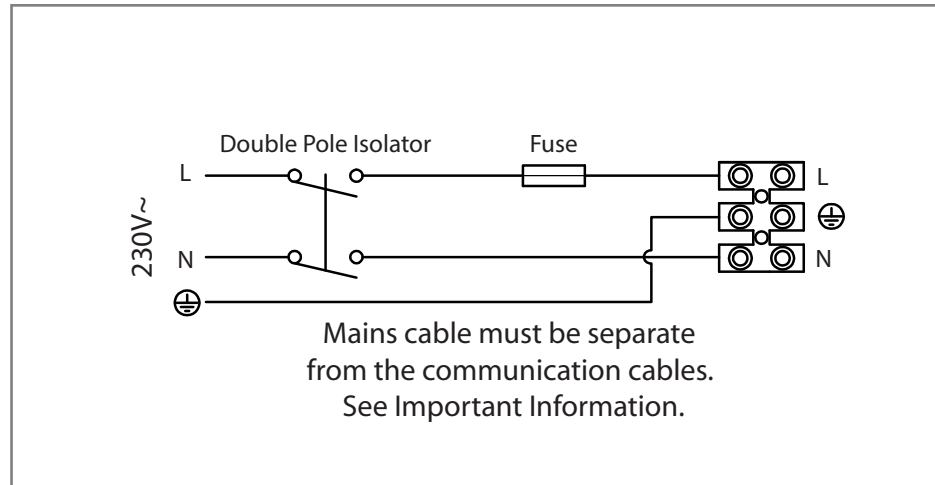 Double Pole Isolator
Fuse
L
L
230V~
N
N
Mains cable must be separate
from the communication cables.
See Important Information.